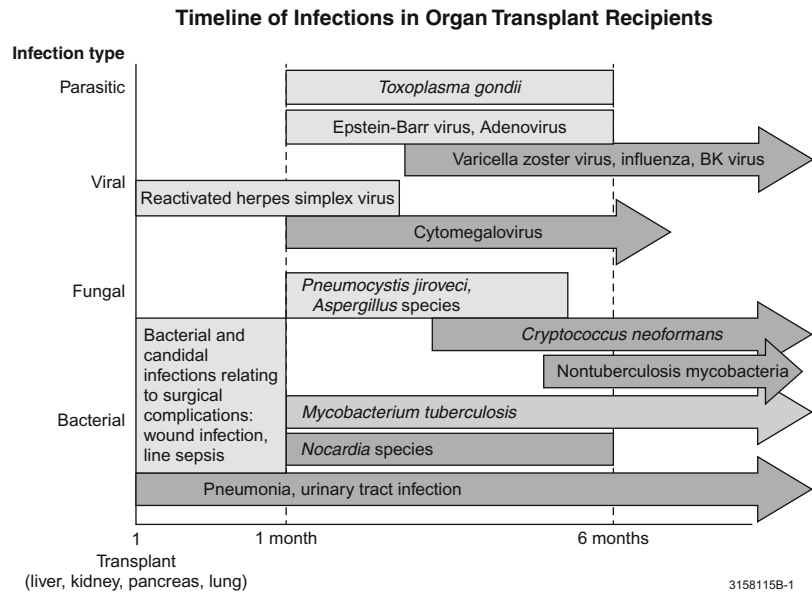 Timeline of Infections in Organ Transplant Recipients
Infection type
Parasitic
Toxoplasma gondii
Epstein-Barr virus, Adenovirus
Varicella zoster virus, influenza, BK virus
Viral
Reactivated herpes simplex virus
Cytomegalovirus
Fungal
Pneumocystis jiroveci,
Aspergillus species
Cryptococcus neoformans
Bacterial and
candidal
infections relating
to surgical
complications:
wound infection,
line sepsis
Nontuberculosis mycobacteria
Bacterial
Mycobacterium tuberculosis
Nocardia species
Pneumonia, urinary tract infection
1
1 month
6 months
Transplant
(liver, kidney, pancreas, lung)
3158115B-1